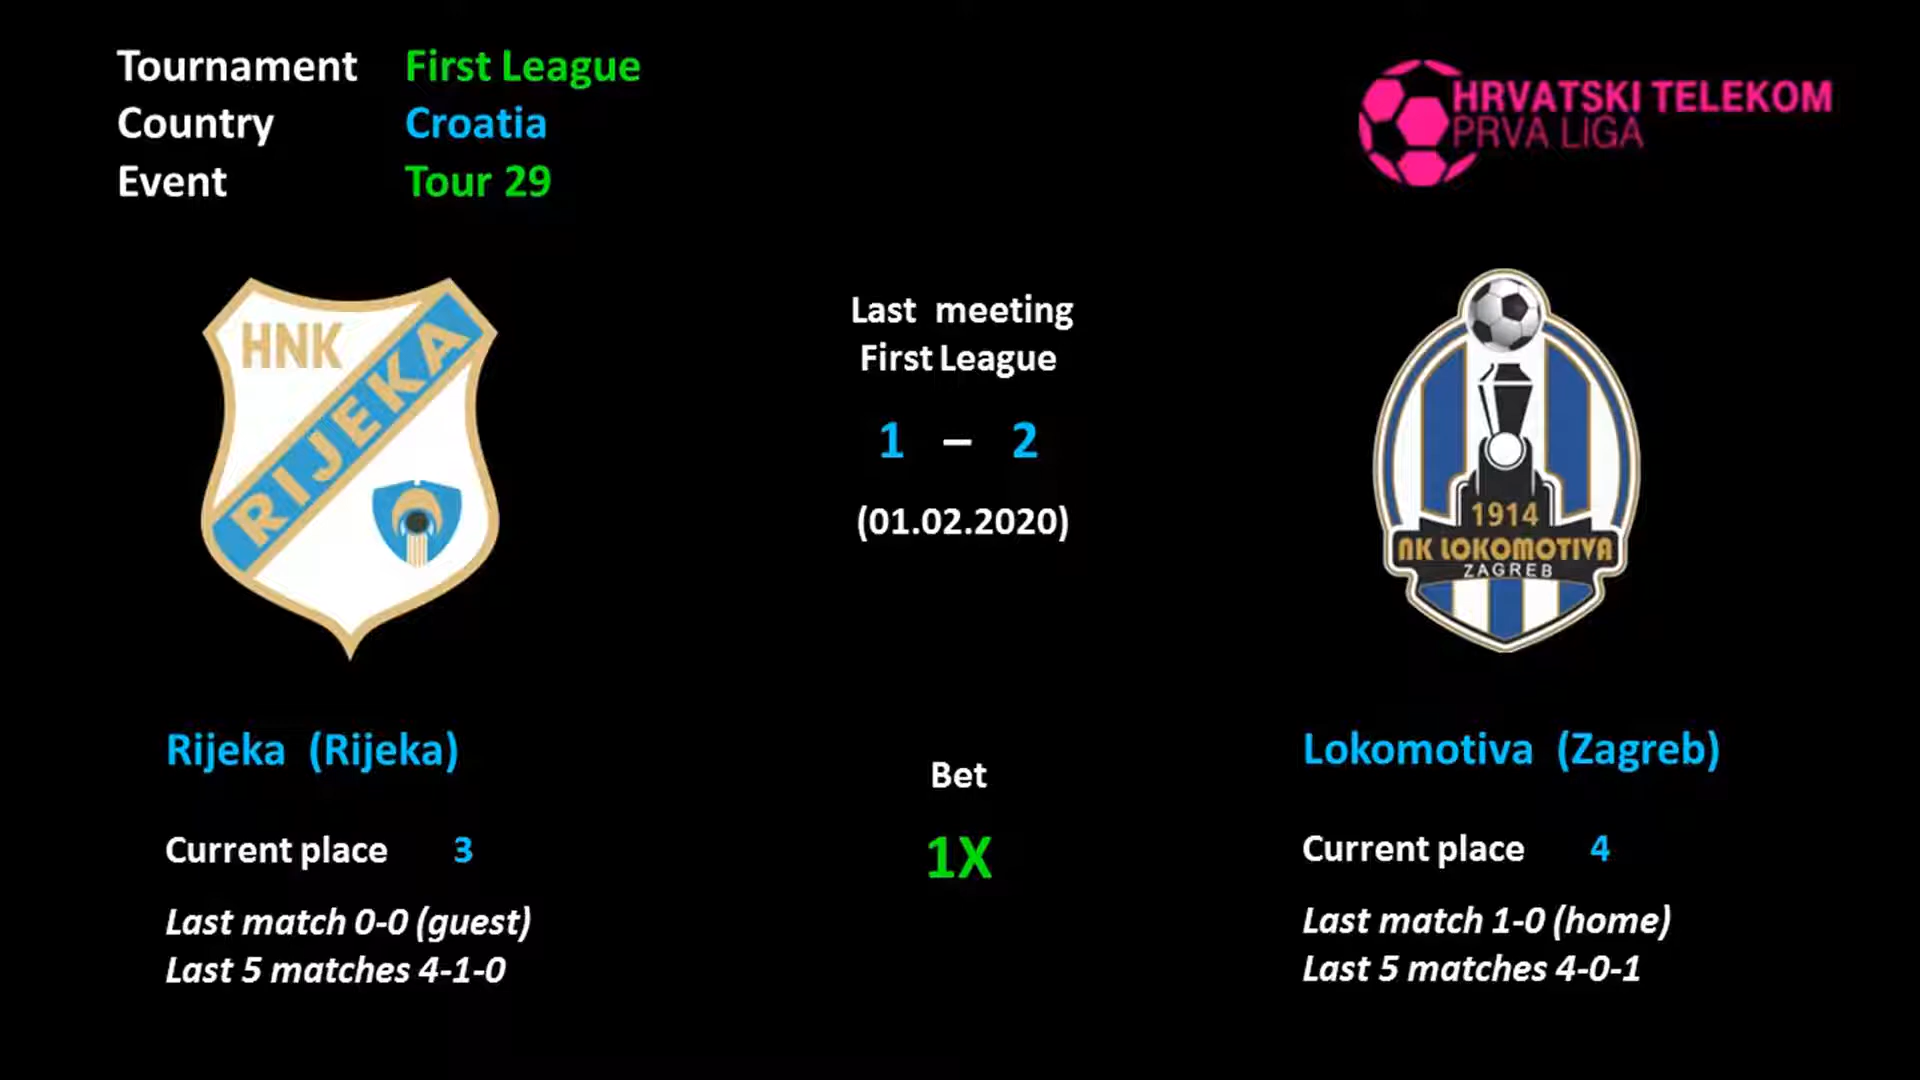 Tournament First League
Country Croatia
Event Tour 29
HRVATSKI TELEKOM
PRVA LIGA
HNK
RIJEKA
Last meeting
First League
1 – 2
(01.02.2020)
1914
NK LOKOMOTIVA
ZAGREB
Rijeka (Rijeka)
Current place 3
Last match 0-0 (guest)
Last 5 matches 4-1-0
Bet
1X
Lokomotiva (Zagreb)
Current place 4
Last match 1-0 (home)
Last 5 matches 4-0-1